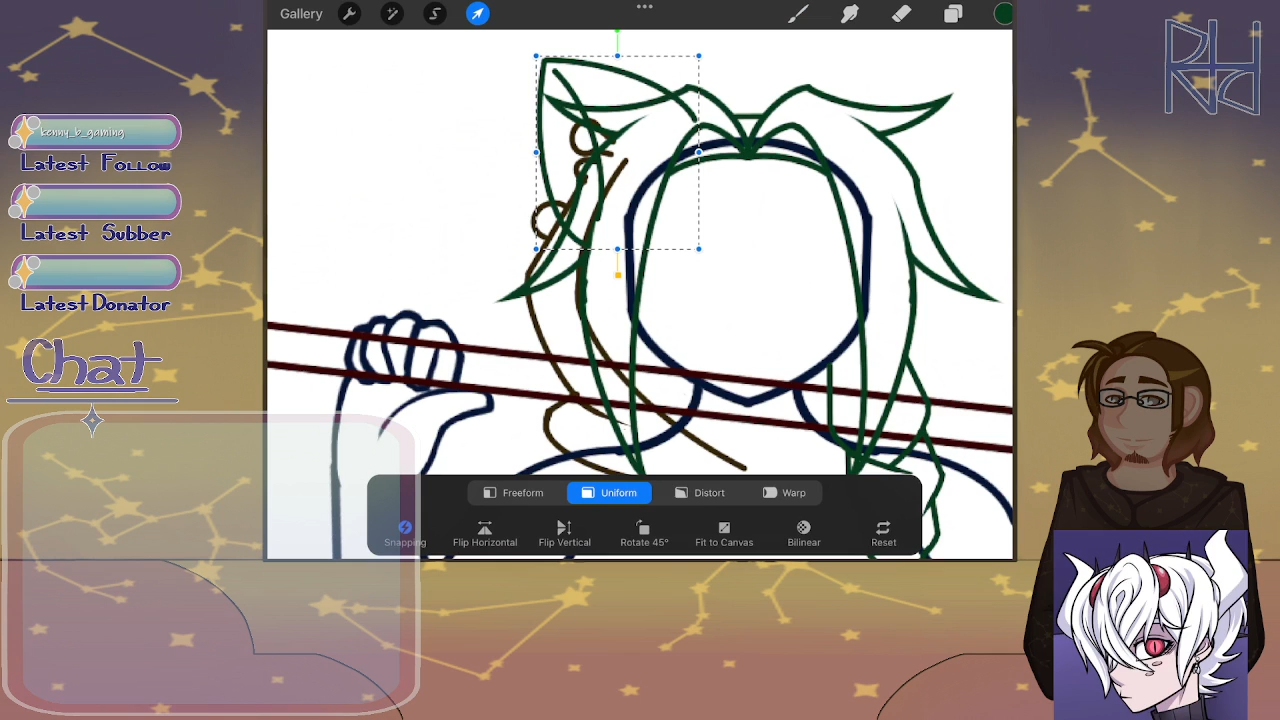 Gallery
kenny_b_gaming
Latest Follow
Latest Subber
Latest Donator
Chat
Freeform
Uniform
Distort
Warp
Snapping
Flip Horizontal
Flip Vertical
Rotate 45°
Fit to Canvas
Bilinear
Reset